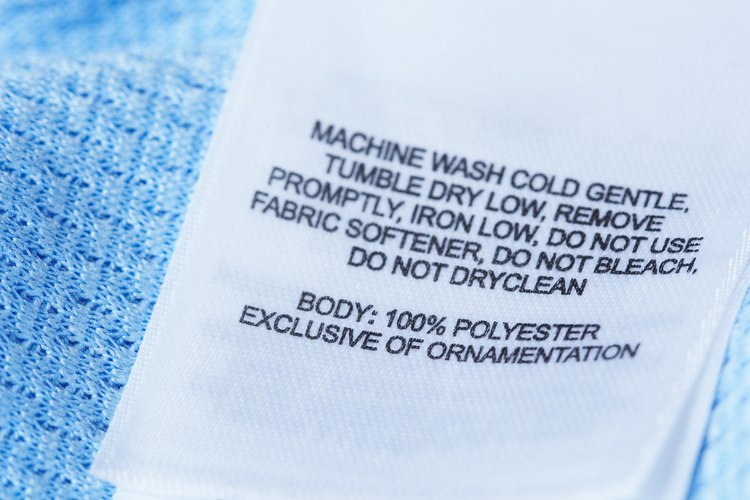 MACHINE WASH COLD GENTLE,
TUMBLE DRY LOW, REMOVE
PROMPTLY, IRON LOW, DO NOT USE
FABRIC SOFTENER, DO NOT BLEACH,
DO NOT DRYCLEAN
BODY: 100% POLYESTER
EXCLUSIVE OF ORNAMENTATION